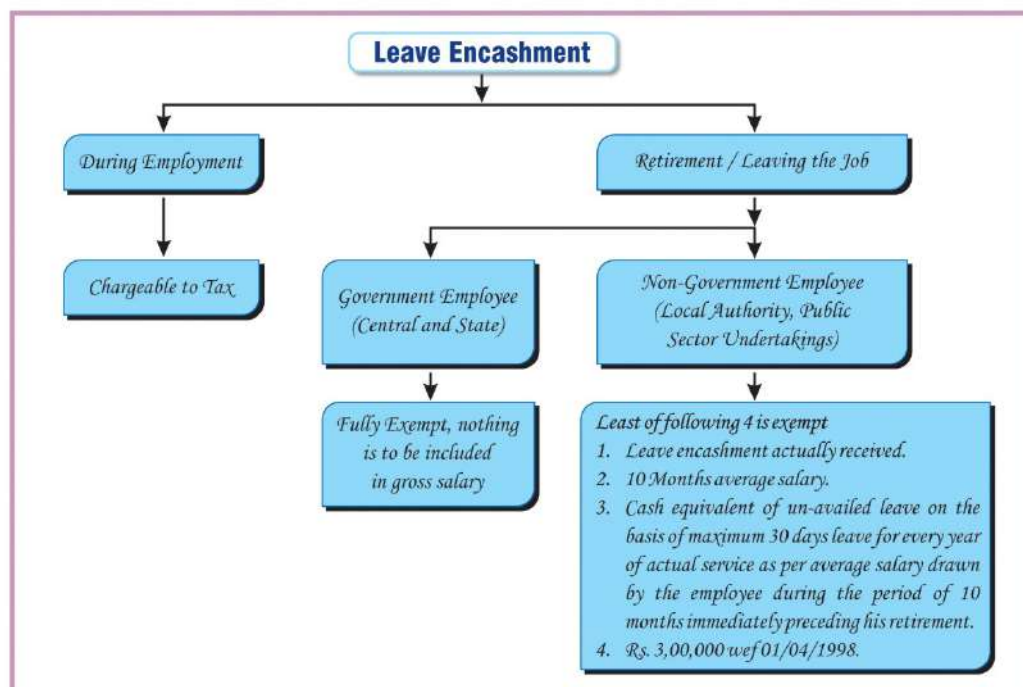 Leave Encashment
During Employment
Retirement / Leaving the Job
Chargeable to Tax
Government Employee
(Central and State)
Non-Government Employee
(Local Authority, Public
Sector Undertakings)
Fully Exempt, nothing
is to be included
in gross salary
Least of following 4 is exempt
1. Leave encashment actually received.
2. 10 Months average salary.
3. Cash equivalent of un-availed leave on the
basis of maximum 30 days leave for every year
of actual service as per average salary drawn
by the employee during the period of 10
months immediately preceding his retirement.
4. Rs. 3,00,000 wef 01/04/1998.